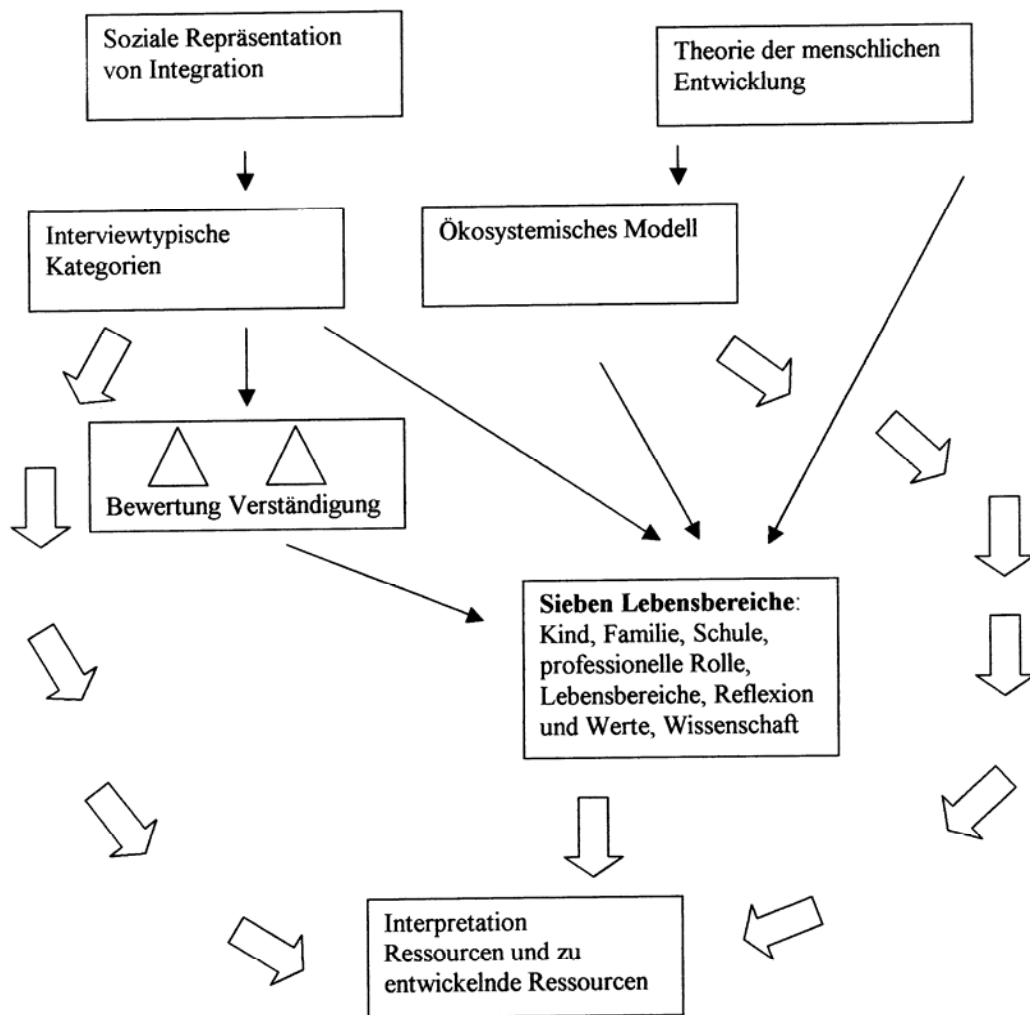 Soziale Repräsentation
von Integration
Theorie der menschlichen
Entwicklung
Interviewtypische
Kategorien
Ökosystemisches Modell
Bewertung Verständigung
Sieben Lebensbereiche:
Kind, Familie, Schule,
professionelle Rolle,
Lebensbereiche, Reflexion
und Werte, Wissenschaft
Interpretation
Ressourcen und zu
entwickelnde Ressourcen